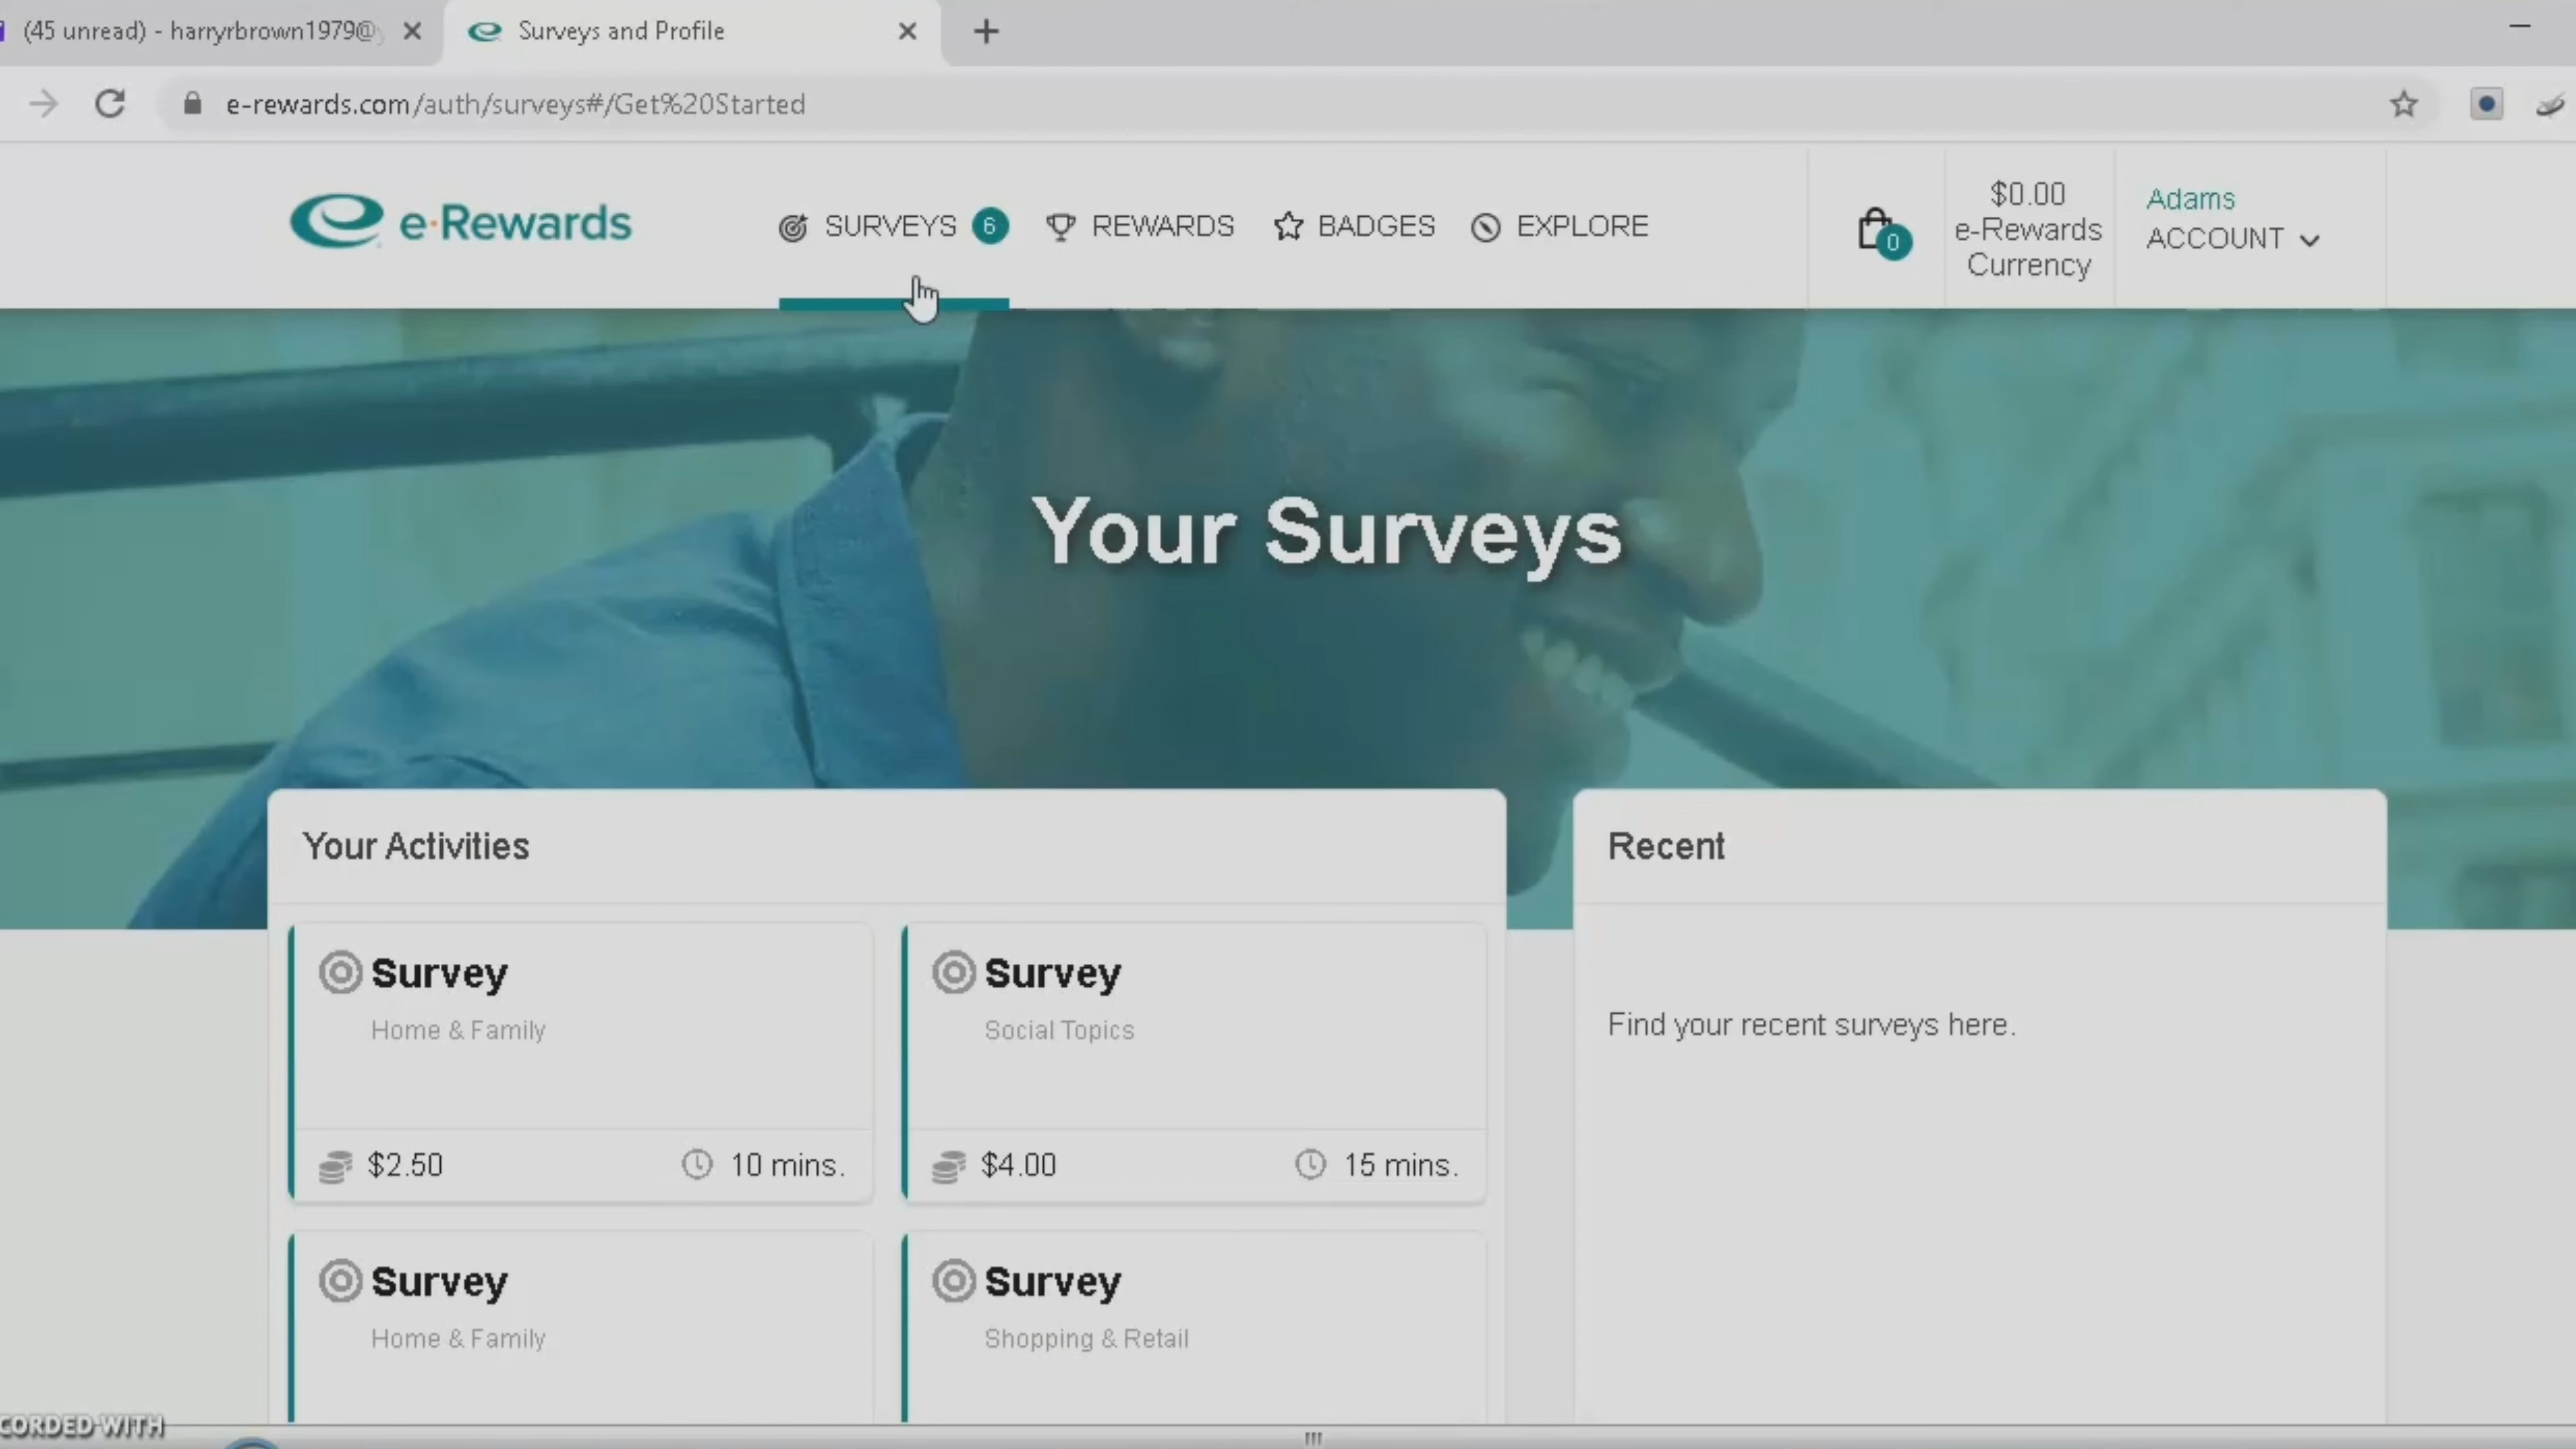 (45 unread) - harryrbrown1979@
Surveys and Profile
e-rewards.com/auth/surveys#/Get%20Started
e-Rewards
SURVEYS 6
REWARDS
BADGES
EXPLORE
0
$0.00
e-Rewards
Currency
Adams
ACCOUNT
Your Surveys
Your Activities
Survey
Home & Family
$2.50
10 mins.
Survey
Social Topics
$4.00
15 mins.
Survey
Home & Family
Survey
Shopping & Retail
Recent
Find your recent surveys here.
CORDED WITH